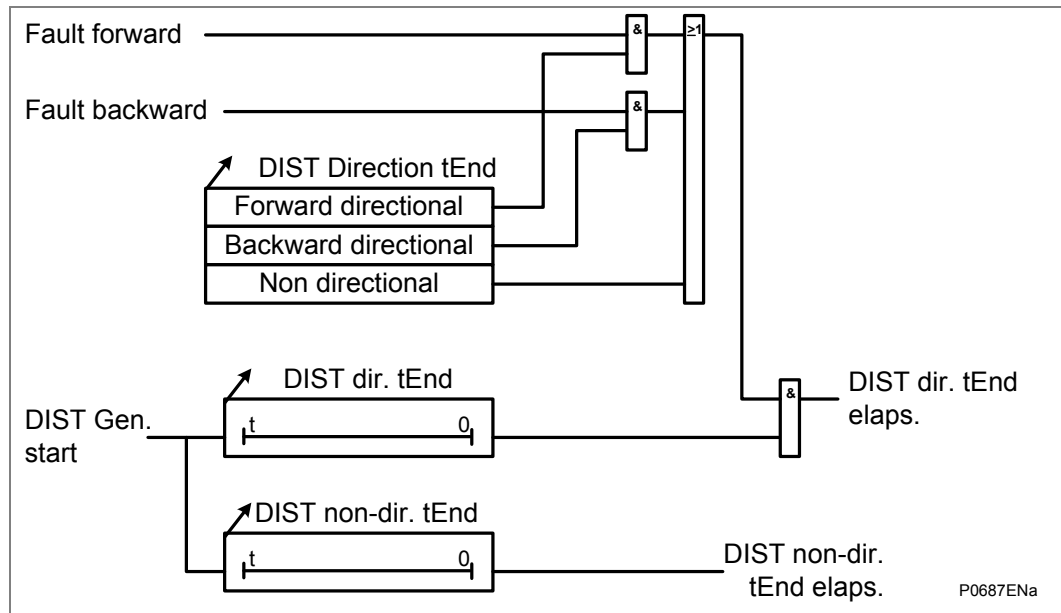 Fault forward
&
≥1
Fault backward
&
DIST Direction tEnd
Forward directional
Backward directional
Non directional
DIST dir. tEnd
&
DIST dir. tEnd
elaps.
DIST Gen.
start
t 0
DIST non-dir. tEnd
t 0
DIST non-dir.
tEnd elaps.
P0687ENa